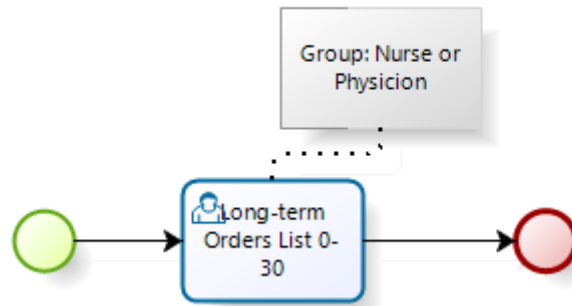 Group: Nurse or
Physicion
Long-term
Orders List 0-
30